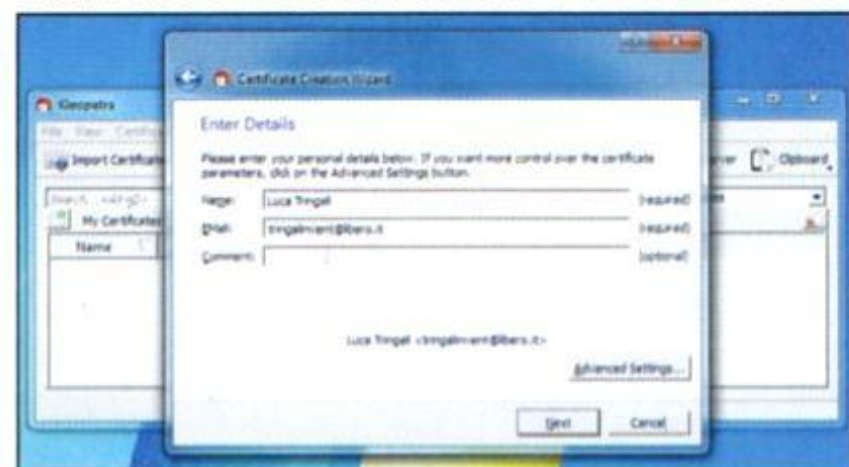 Certificate Creation Wizard
Kleopatra
File View Certificates
Enter Details
Import Certificate
Please enter your personal details below. If you want more control over the certificate
parameters, click on the Advanced Settings button.
Clipboard
My Certificates
Name
Name: Luca Tringali (required)
EMail: tringalinvent@libero.it (required)
Comment: (optional)
Luca Tringali <tringalinvent@libero.it>
Advanced Settings...
Next Cancel